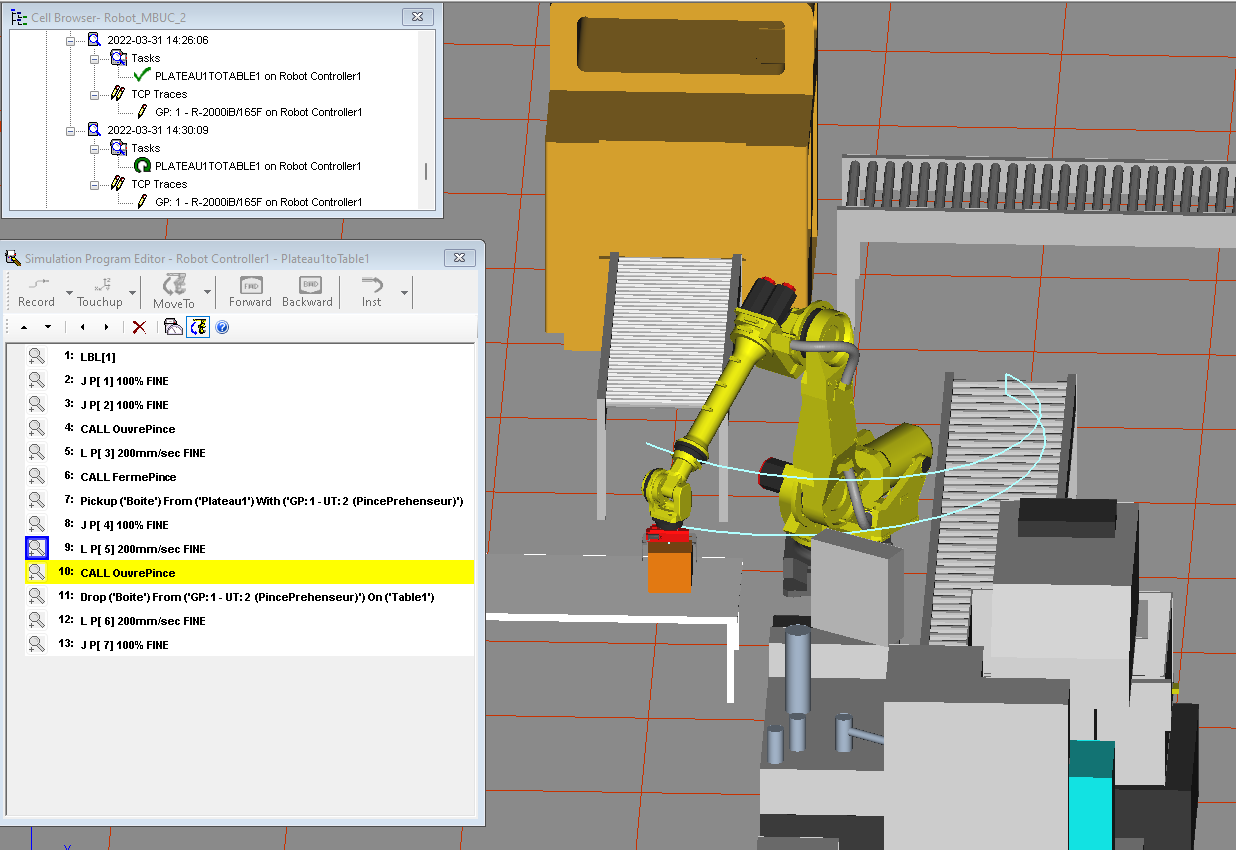 Cell Browser- Robot_MBUC_2
2022-03-31 14:26:06
Tasks
PLATEAU1TOTABLE1 on Robot Controller1
TCP Traces
GP: 1 - R-2000iB/165F on Robot Controller1
2022-03-31 14:30:09
Tasks
PLATEAU1TOTABLE1 on Robot Controller1
TCP Traces
GP: 1 - R-2000iB/165F on Robot Controller1
Simulation Program Editor - Robot Controller1 - Plateau1toTable1
Record Touchup MoveTo FWD Forward BWD Backward Inst
1: LBL[1]
2: J P[ 1] 100% FINE
3: J P[ 2] 100% FINE
4: CALL OuvrePince
5: L P[ 3] 200mm/sec FINE
6: CALL FermePince
7: Pickup ('Boite') From ('Plateau1') With ('GP: 1 - UT: 2 (PincePrehenseur)')
8: J P[ 4] 100% FINE
9: L P[ 5] 200mm/sec FINE
10: CALL OuvrePince
11: Drop ('Boite') From ('GP: 1 - UT: 2 (PincePrehenseur)') On ('Table1')
12: L P[ 6] 200mm/sec FINE
13: J P[ 7] 100% FINE